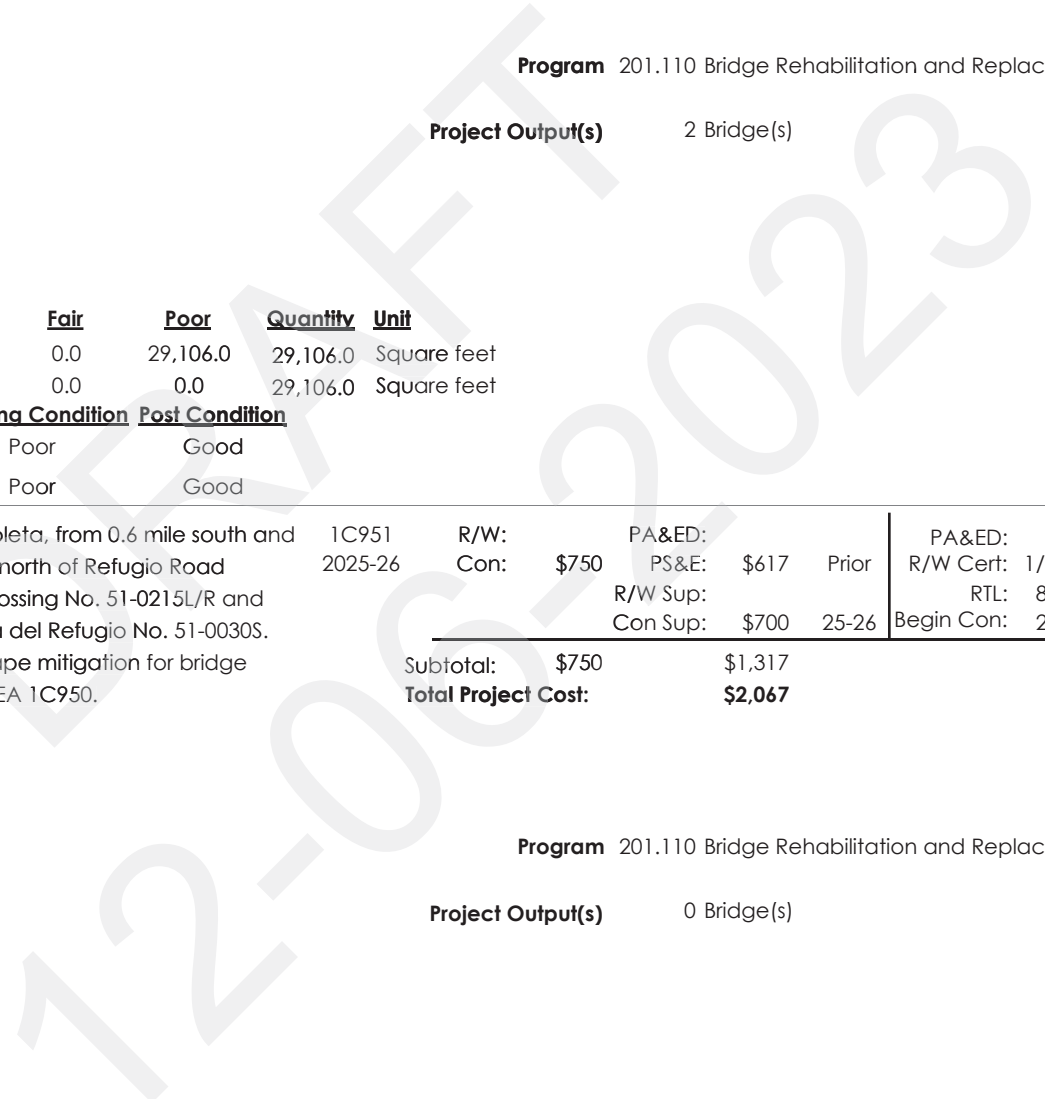 Program 201.110 Bridge Rehabilitation and Replac
Project Output(s) 2 Bridge(s)
Fair Poor Quantity Unit
0.0 29,106.0 29,106.0 Square feet
0.0 0.0 29,106.0 Square feet
ng Condition Post Condition
Poor Good
Poor Good
oleta, from 0.6 mile south and 1C951 R/W: PA&ED: PA&ED:
north of Refugio Road 2025-26 Con: $750 PS&E: $617 Prior R/W Cert: 1/
ossing No. 51-0215L/R and R/W Sup: RTL: 8
a del Refugio No. 51-0030S. Con Sup: $700 25-26 Begin Con: 2
ape mitigation for bridge Subtotal: $750 $1,317
EA 1C950. Total Project Cost: $2,067
Program 201.110 Bridge Rehabilitation and Replac
Project Output(s) 0 Bridge(s)
DRAFT
12-06-2023